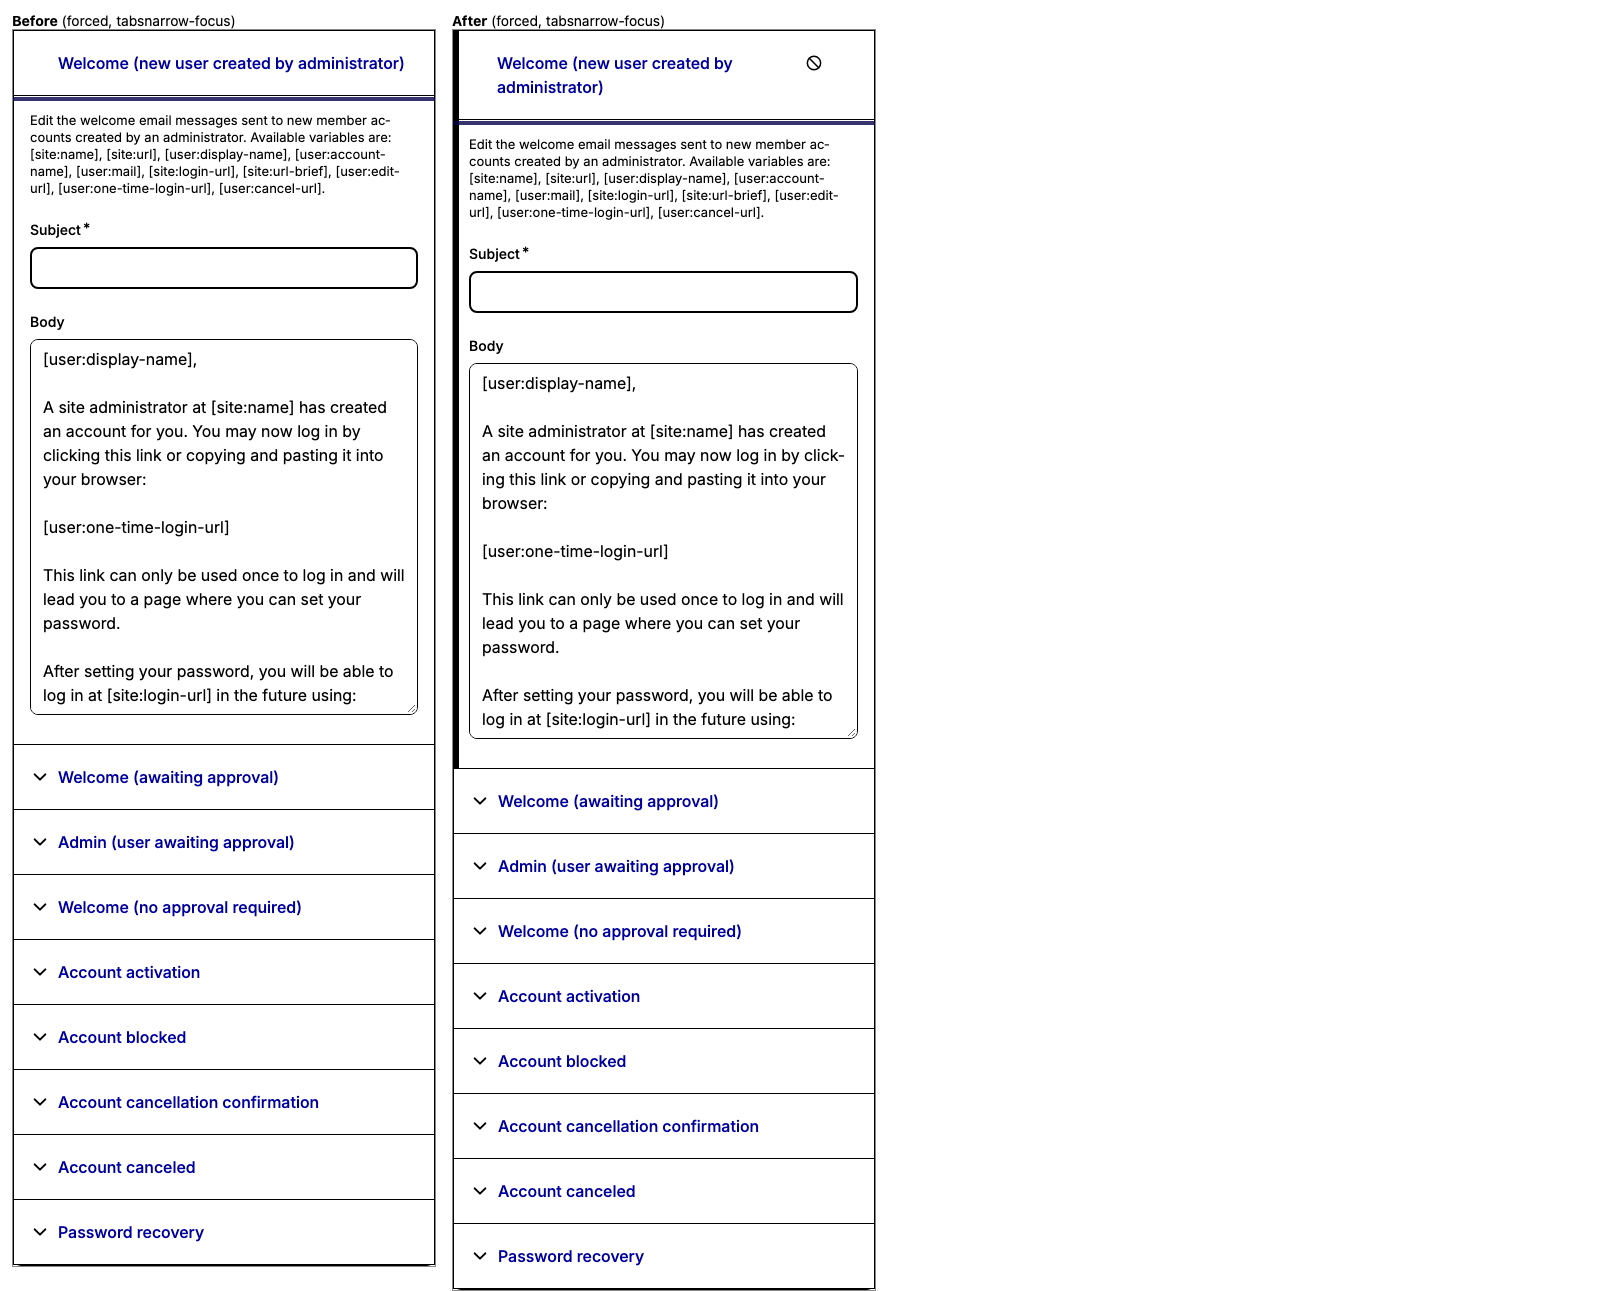 Before (forced, tabsnarrow-focus)
Welcome (new user created by administrator)
Edit the welcome email messages sent to new member ac-
counts created by an administrator. Available variables are:
[site:name], [site:url], [user:display-name], [user:account-
name], [user:mail], [site:login-url], [site:url-brief], [user:edit-
url], [user:one-time-login-url], [user:cancel-url].
Subject*
Body
[user:display-name],
A site administrator at [site:name] has created
an account for you. You may now log in by
clicking this link or copying and pasting it into
your browser:
[user:one-time-login-url]
This link can only be used once to log in and will
lead you to a page where you can set your
password.
After setting your password, you will be able to
log in at [site:login-url] in the future using:
Welcome (awaiting approval)
Admin (user awaiting approval)
Welcome (no approval required)
Account activation
Account blocked
Account cancellation confirmation
Account canceled
Password recovery
After (forced, tabsnarrow-focus)
Welcome (new user created by
administrator)
Edit the welcome email messages sent to new member ac-
counts created by an administrator. Available variables are:
[site:name], [site:url], [user:display-name], [user:account-
name], [user:mail], [site:login-url], [site:url-brief], [user:edit-
url], [user:one-time-login-url], [user:cancel-url].
Subject*
Body
[user:display-name],
A site administrator at [site:name] has created
an account for you. You may now log in by click-
ing this link or copying and pasting it into your
browser:
[user:one-time-login-url]
This link can only be used once to log in and will
lead you to a page where you can set your
password.
After setting your password, you will be able to
log in at [site:login-url] in the future using:
Welcome (awaiting approval)
Admin (user awaiting approval)
Welcome (no approval required)
Account activation
Account blocked
Account cancellation confirmation
Account canceled
Password recovery